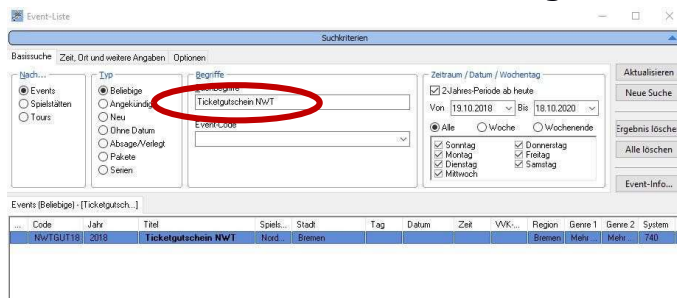 Event-Liste
Suchkriterien
Basissuche Zeit, Ort und weitere Angaben Optionen
Nach... Typ Begriffe Zeitraum / Datum / Wochentag Aktualisieren
Events Beliebige 2-Jahres-Periode ab heute Neue Suche
Spielstätten Ticketgutschein NWT Von 19.10.2018 Bis 18.10.2020
Tours Neu Event-Code Alle Woche Wochenende
Ohne Datum Sonntag Donnerstag Alle löschen
Absage/Verlegt Montag Freitag
Pakete Dienstag Samstag
Serien Mittwoch Event-Info...
Events (Beliebige) - [Ticketgutsch...]
... Code Jahr Titel Spiels... Stadt Tag Datum Zeit VVK-... Region Genre 1 Genre 2 System
NWTGUT18 2018 Ticketgutschein NWT Nord... Bremen Bremen Mehr ... Mehr ... 740